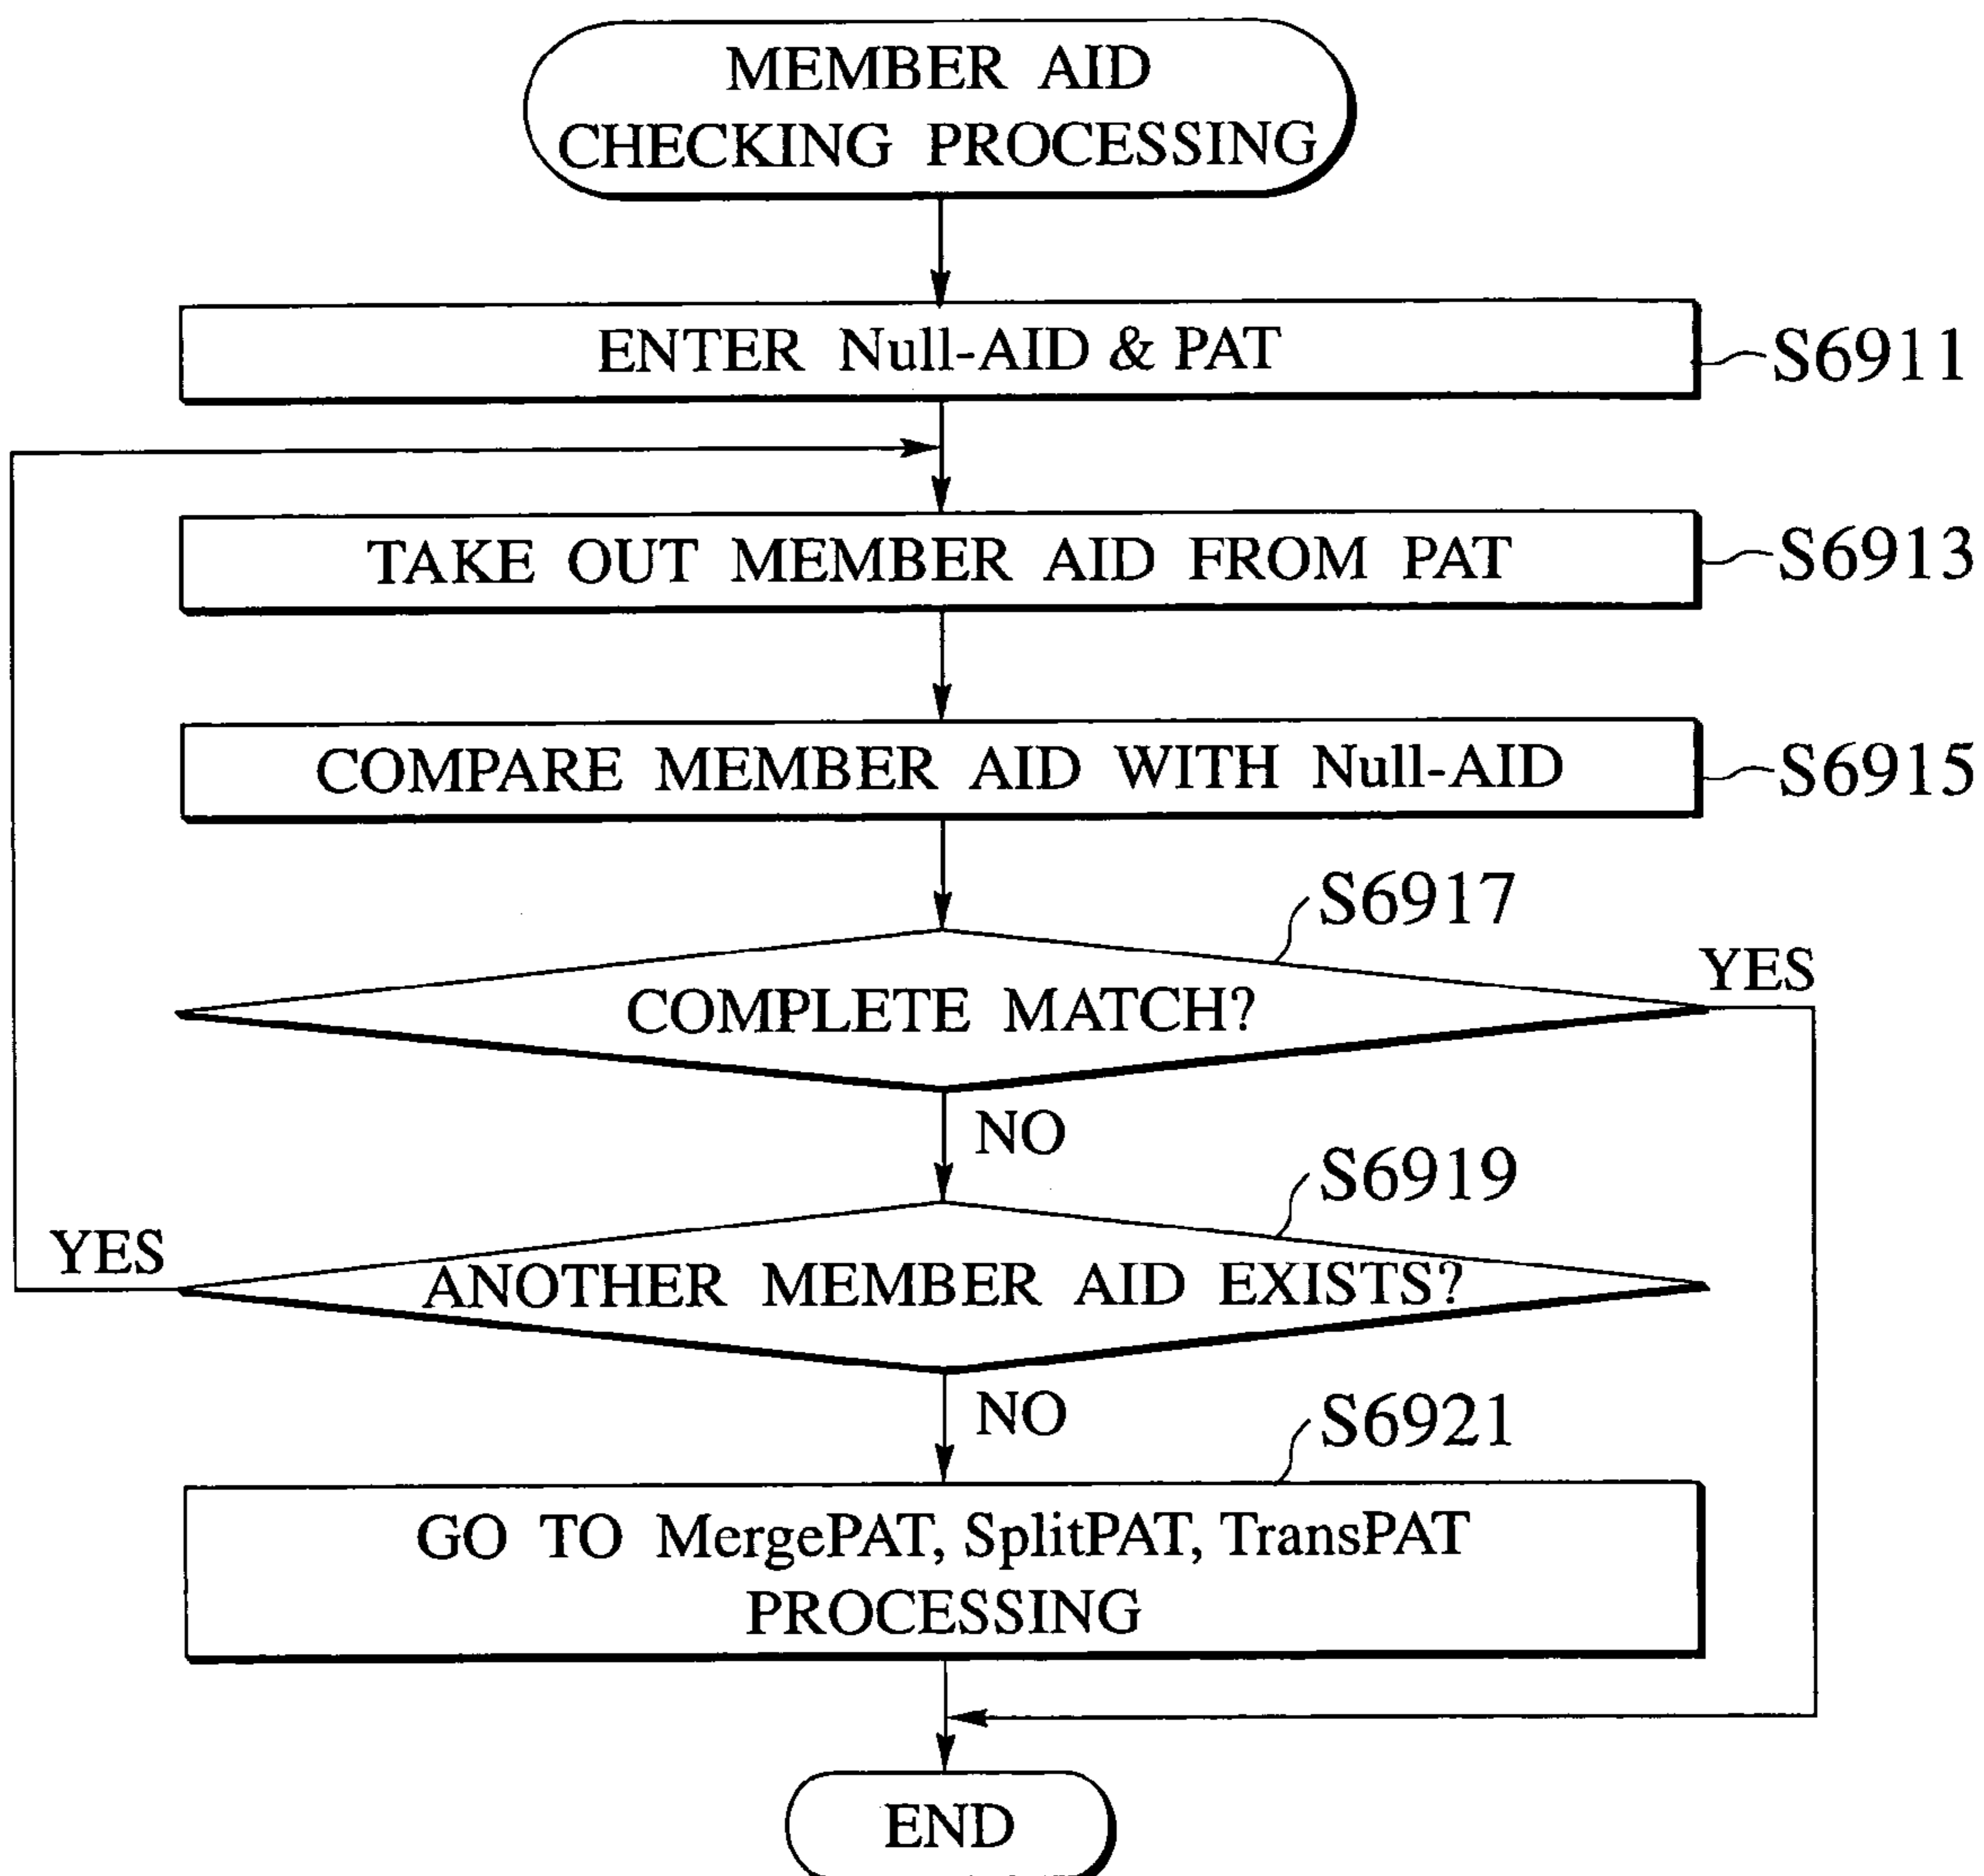 MEMBER AID
CHECKING PROCESSING
ENTER Null-AID & PAT
S6911
TAKE OUT MEMBER AID FROM PAT
S6913
COMPARE MEMBER AID WITH Null-AID
S6915
S6917
YES
COMPLETE MATCH?
NO
S6919
YES
ANOTHER MEMBER AID EXISTS?
NO
S6921
GO TO MergePAT, SplitPAT, TransPAT
PROCESSING
END